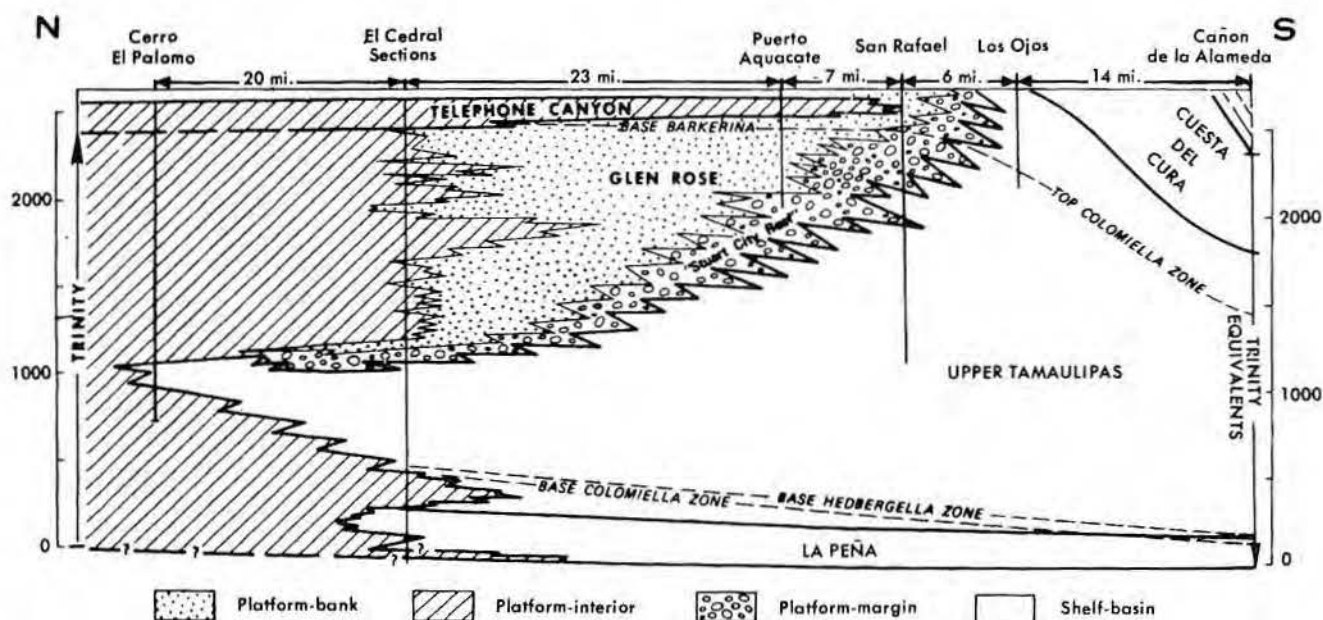 N
S
Cerro
El Palomo
El Cedral
Sections
Puerto
Aquacate
San Rafael
Los Ojos
Cañon
de la Alameda
20 mi.
23 mi.
7 mi.
6 mi.
14 mi.
TELEPHONE CANYON
BASE BARKERINA
GLEN ROSE
"Stuart City Reef"
CUESTA
DEL
CURA
TOP COLOMIELLA ZONE
TRINITY
2000
1000
0
UPPER TAMAULIPAS
TRINITY
EQUIVALENTS
2000
1000
0
BASE COLOMIELLA ZONE
BASE HEDBERGELLA ZONE
LA PEÑA
? ? ? ?
Platform-bank
Platform-interior
Platform-margin
Shelf-basin